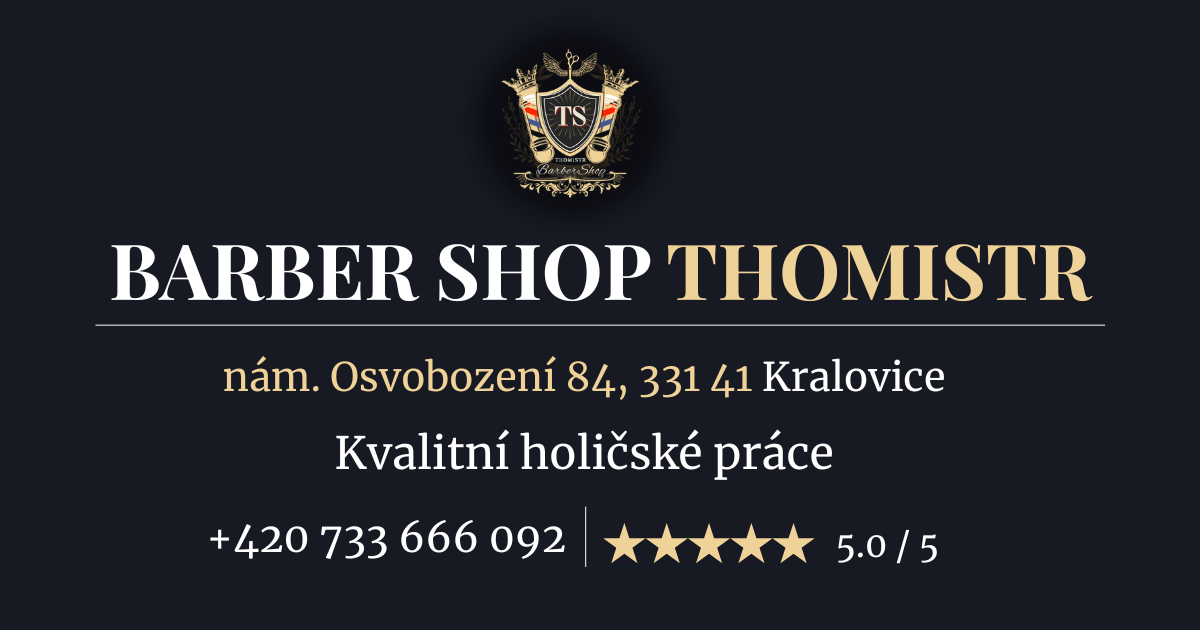 TS
THOMISTR
BarberShop
BARBER SHOP THOMISTR
nám. Osvobození 84, 331 41 Kralovice
Kvalitní holičské práce
+420 733 666 092
5.0 / 5